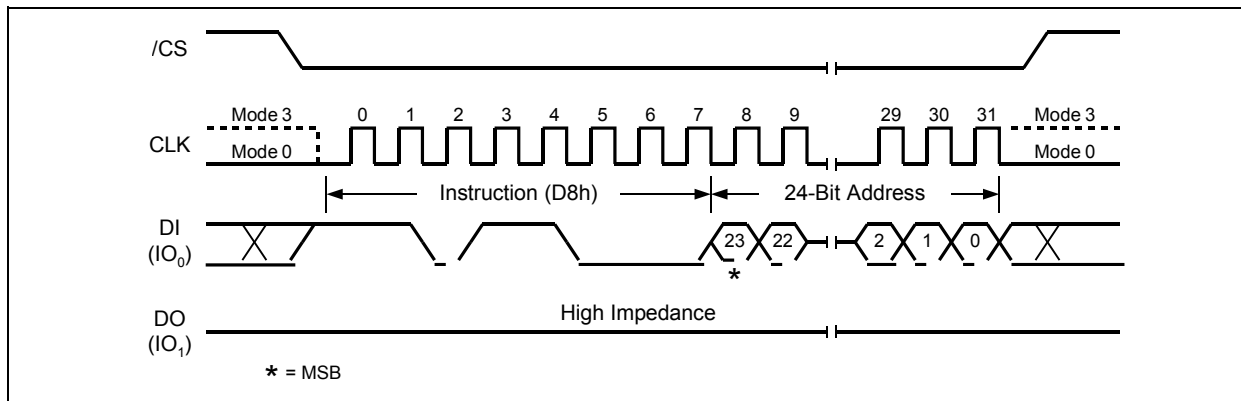 /CS
Mode 3 0 1 2 3 4 5 6 7 8 9 29 30 31 Mode 3
CLK
Mode 0 Mode 0
Instruction (D8h) 24-Bit Address
DI
(IO₀)
23 22 2 1 0
*
High Impedance
DO
(IO₁)
* = MSB